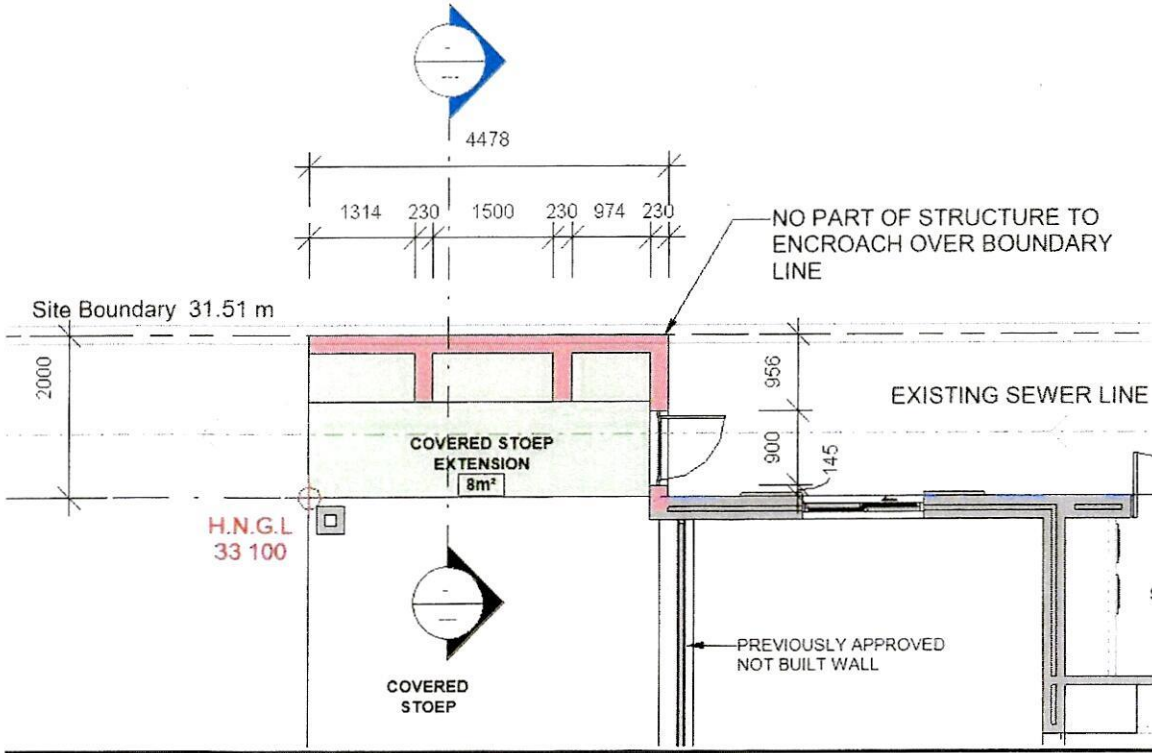 4478
1314 230 1500 230 974 230
NO PART OF STRUCTURE TO
ENCROACH OVER BOUNDARY
LINE
Site Boundary 31.51 m
2000
956
EXISTING SEWER LINE
COVERED STOEP
EXTENSION
8m²
900
145
H.N.G.L
33 100
PREVIOUSLY APPROVED
NOT BUILT WALL
COVERED
STOEP